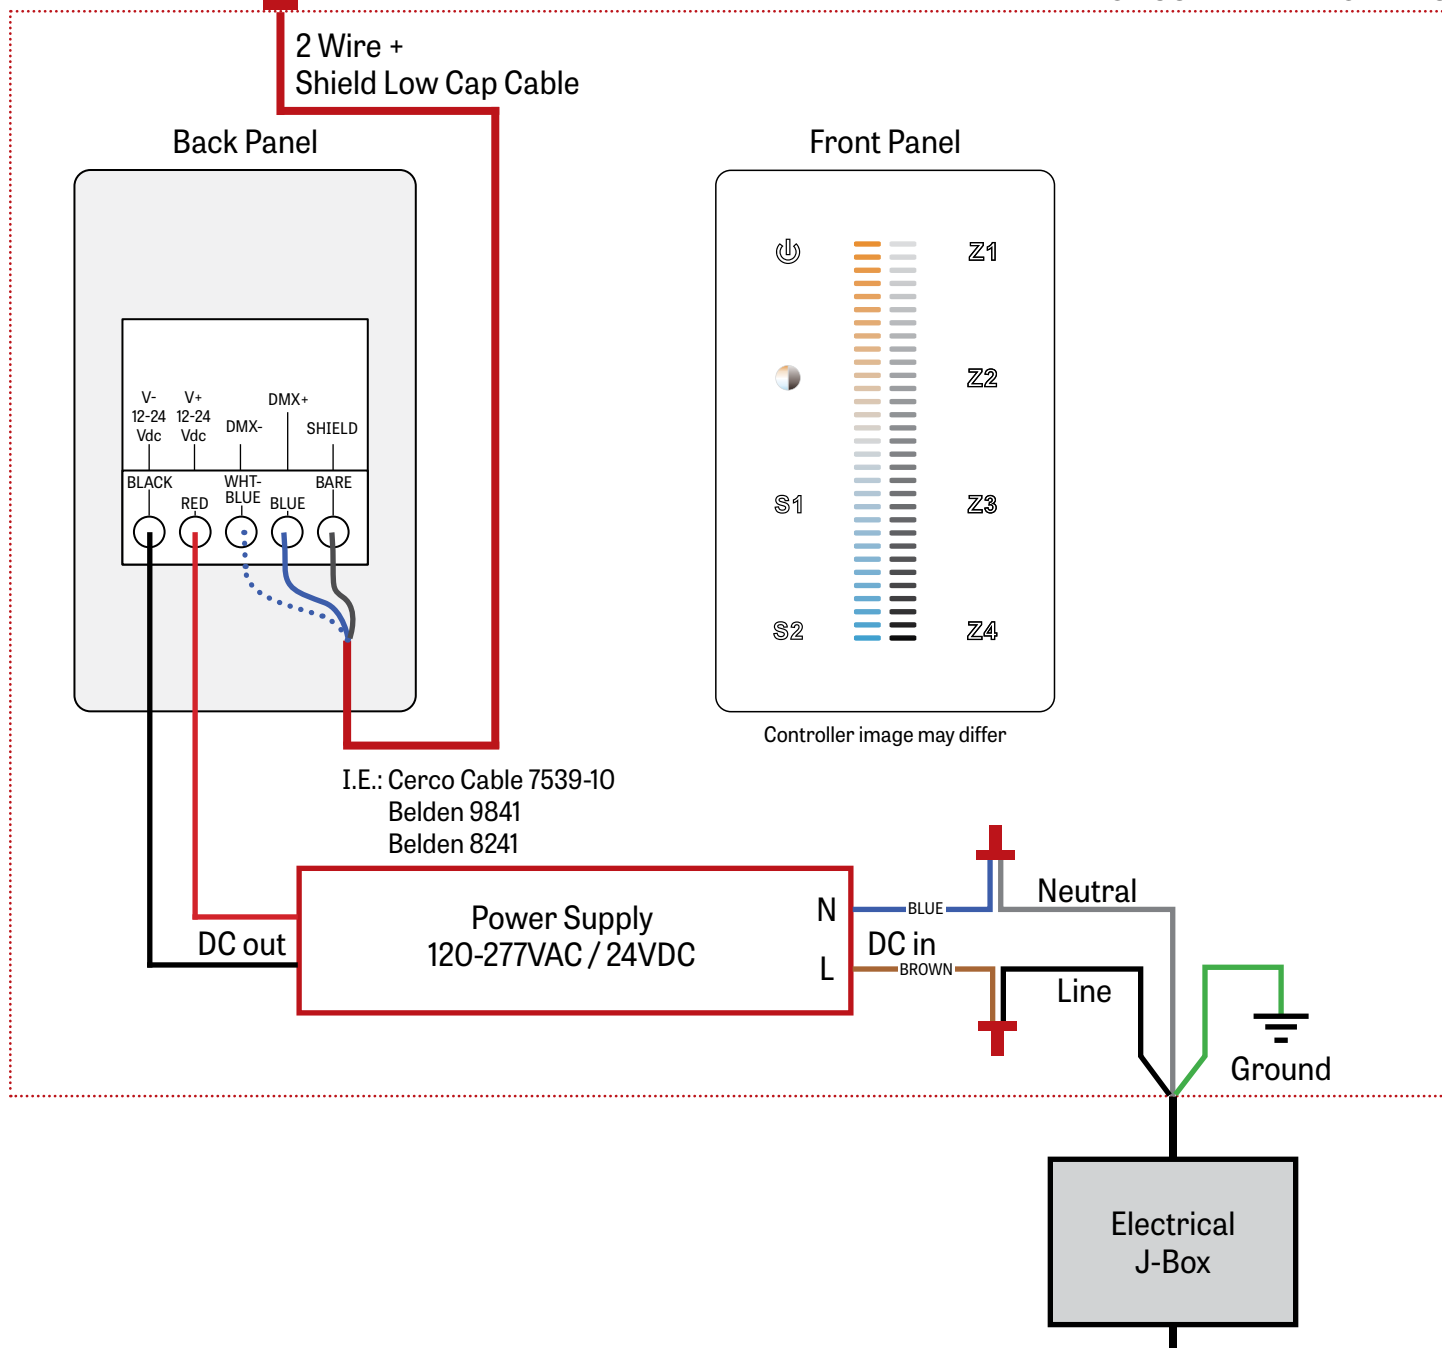 2 Wire +
Shield Low Cap Cable
Back Panel
Front Panel
V-
12-24
Vdc
V+
12-24
Vdc
DMX-
DMX+
SHIELD
BLACK
RED
WHT-
BLUE
BLUE
BARE
Z1
Z2
S1
Z3
S2
Z4
Controller image may differ
I.E.: Cerco Cable 7539-10
Belden 9841
Belden 8241
Power Supply
120-277VAC / 24VDC
DC out
N
L
BLUE
DC in
BROWN
Neutral
Line
Ground
Electrical
J-Box